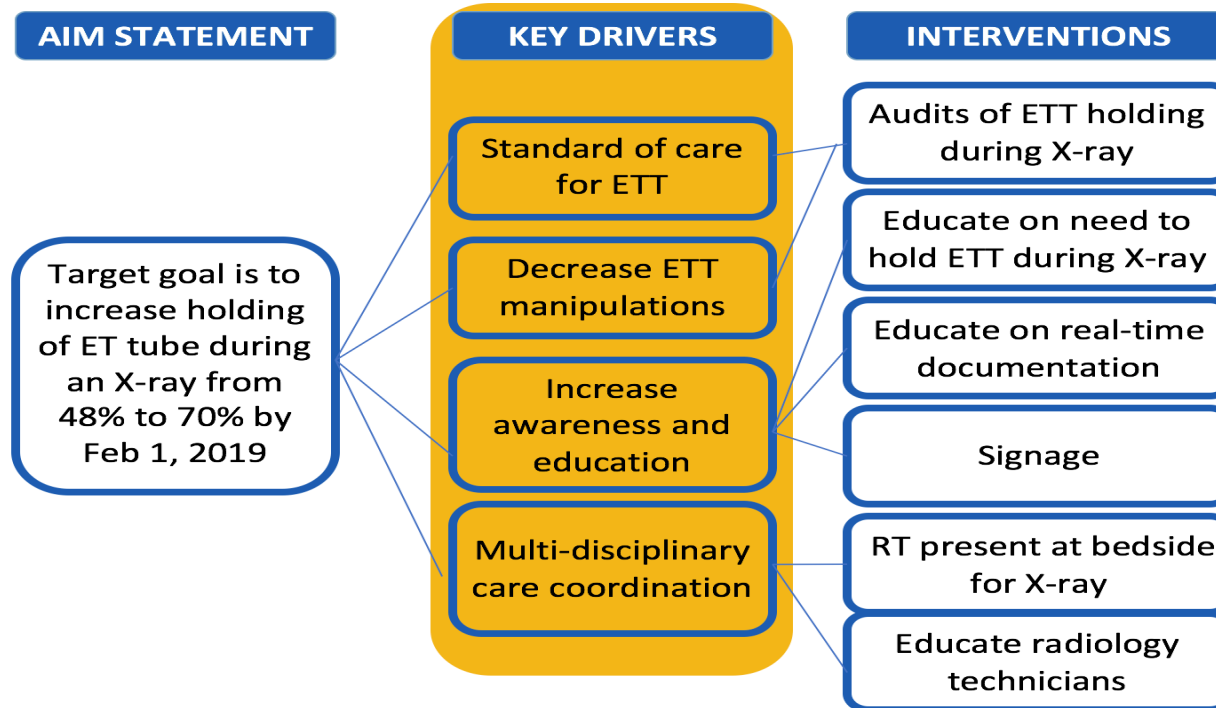 AIM STATEMENT
KEY DRIVERS
INTERVENTIONS
Target goal is to
increase holding
of ET tube during
an X-ray from
48% to 70% by
Feb 1, 2019
Standard of care
for ETT
Decrease ETT
manipulations
Increase
awareness and
education
Multi-disciplinary
care coordination
Audits of ETT holding
during X-ray
Educate on need to
hold ETT during X-ray
Educate on real-time
documentation
Signage
RT present at bedside
for X-ray
Educate radiology
technicians